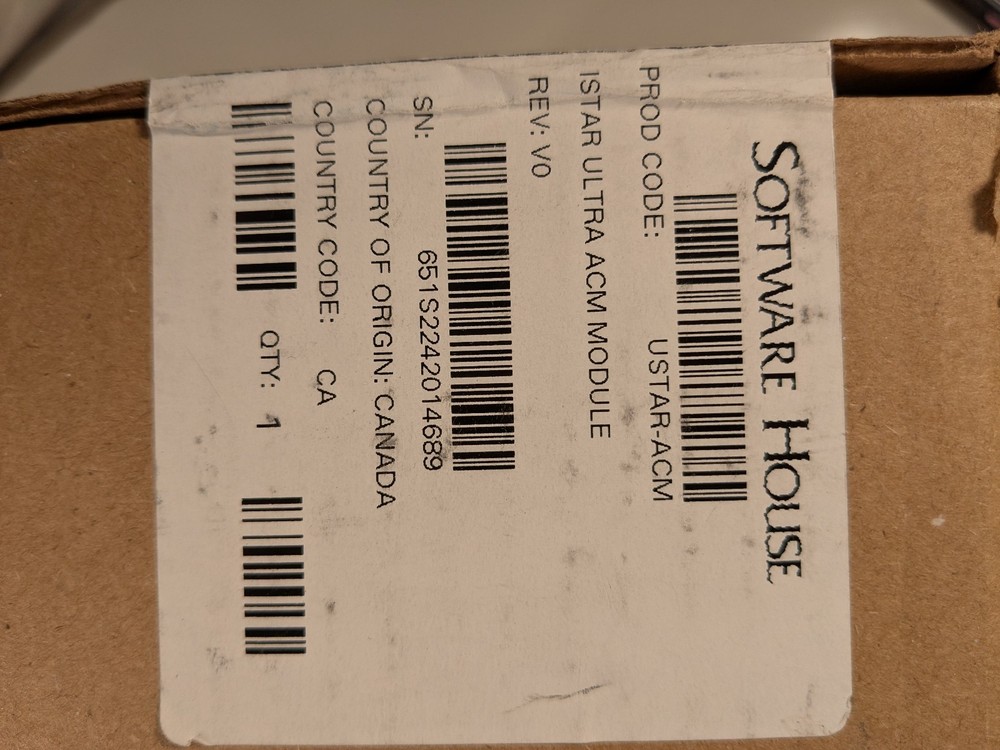 SOFTWARE HOUSE
PROD CODE: USTAR-ACM
ISTAR ULTRA ACM MODULE
REV: V0
SN: 651S2242014689
COUNTRY OF ORIGIN: CANADA
COUNTRY CODE: CA
QTY: 1